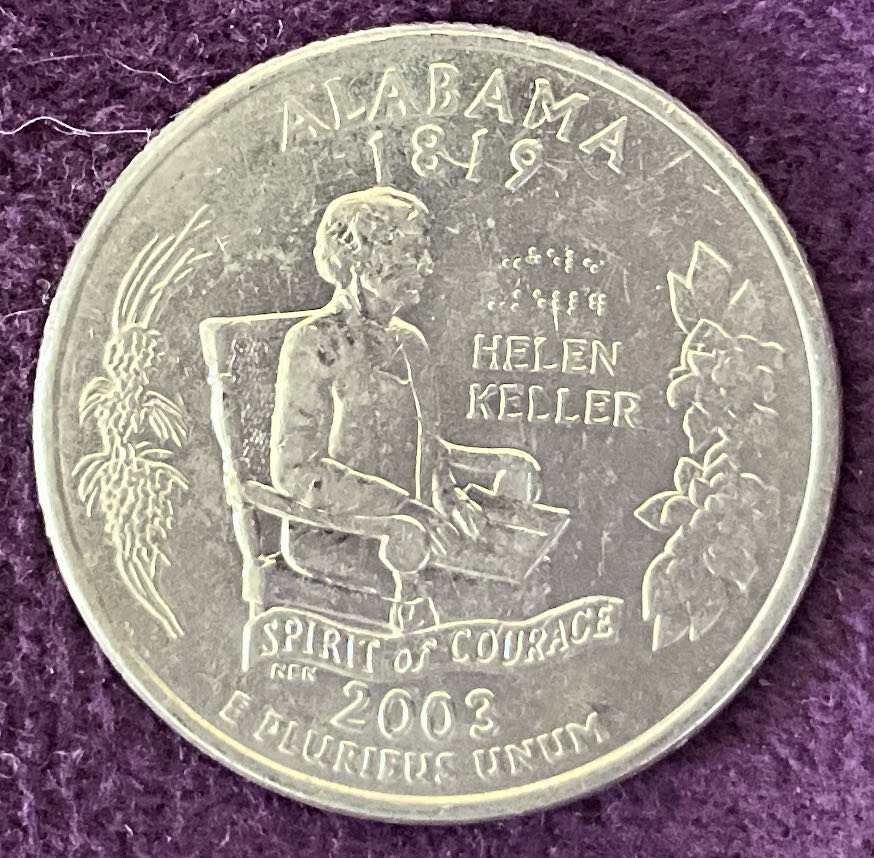 ALABAMA
1819
HELEN
KELLER
SPIRIT of COURAGE
2003
E PLURIBUS UNUM